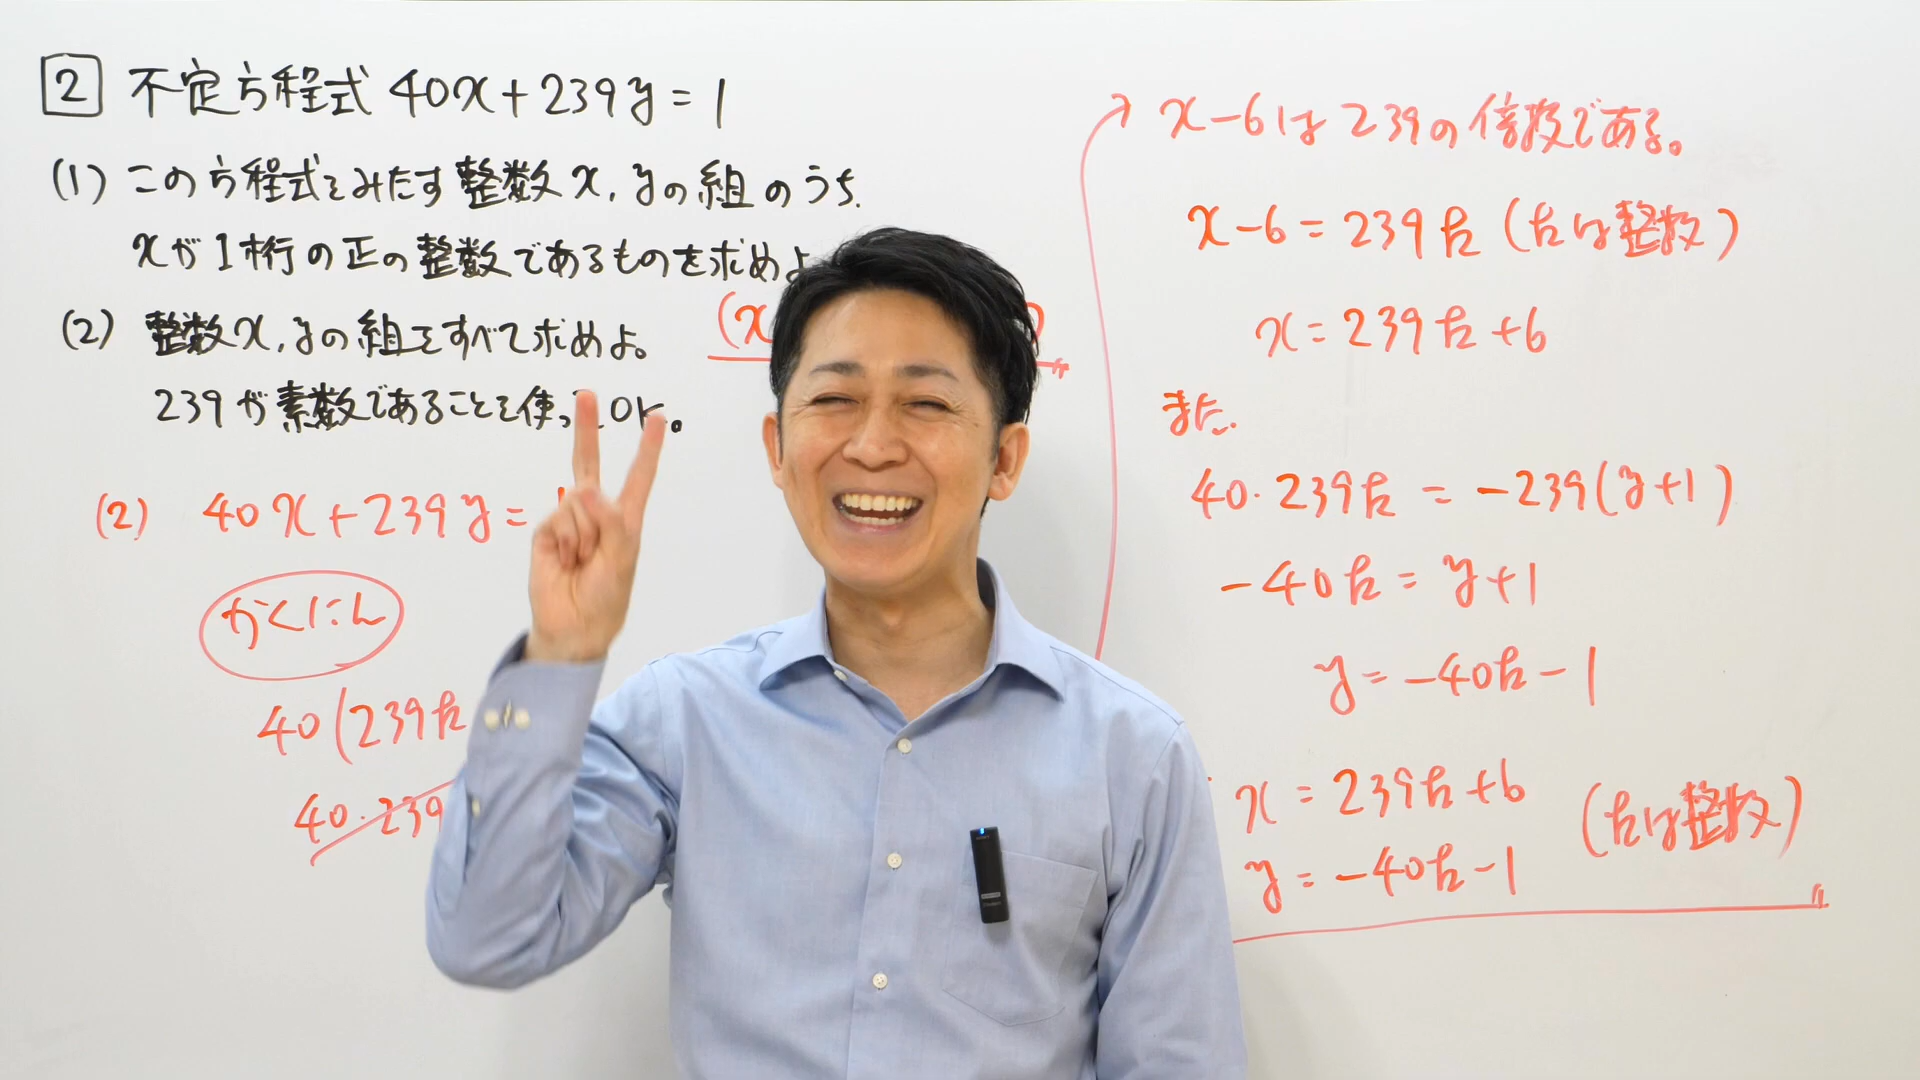 2 不定方程式 40x+239y=1
(1) この方程式をみたす整数x, yの組のうち.
xが1桁の正の整数であるものを求めよ
(x
(2) 整数x, yの組をすべて求めよ。
239が素数であることを使っ OK。
(2) 40x+239y=
かくにん
40(239k
40・239
x-6は239の倍数である。
x-6=239k (kは整数)
x=239k+6
また.
40・239k=-239(y+1)
-40k=y+1
y=-40k-1
x=239k+6
y=-40k-1
(kは整数)